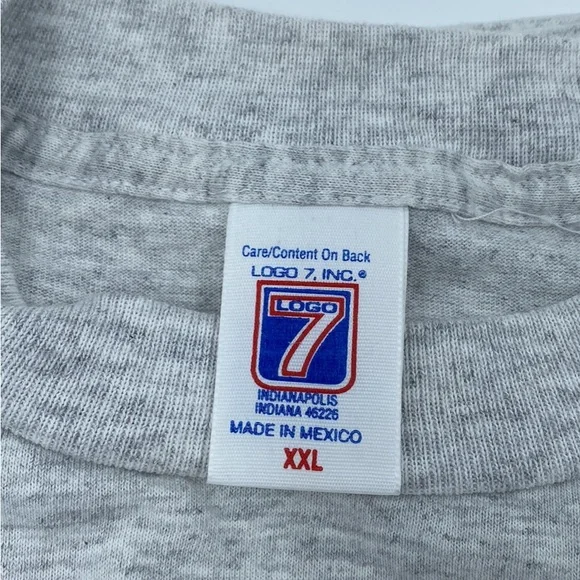 Care/Content On Back
LOGO 7, INC.®
LOGO
7
INDIANAPOLIS
INDIANA 46226
MADE IN MEXICO
XXL